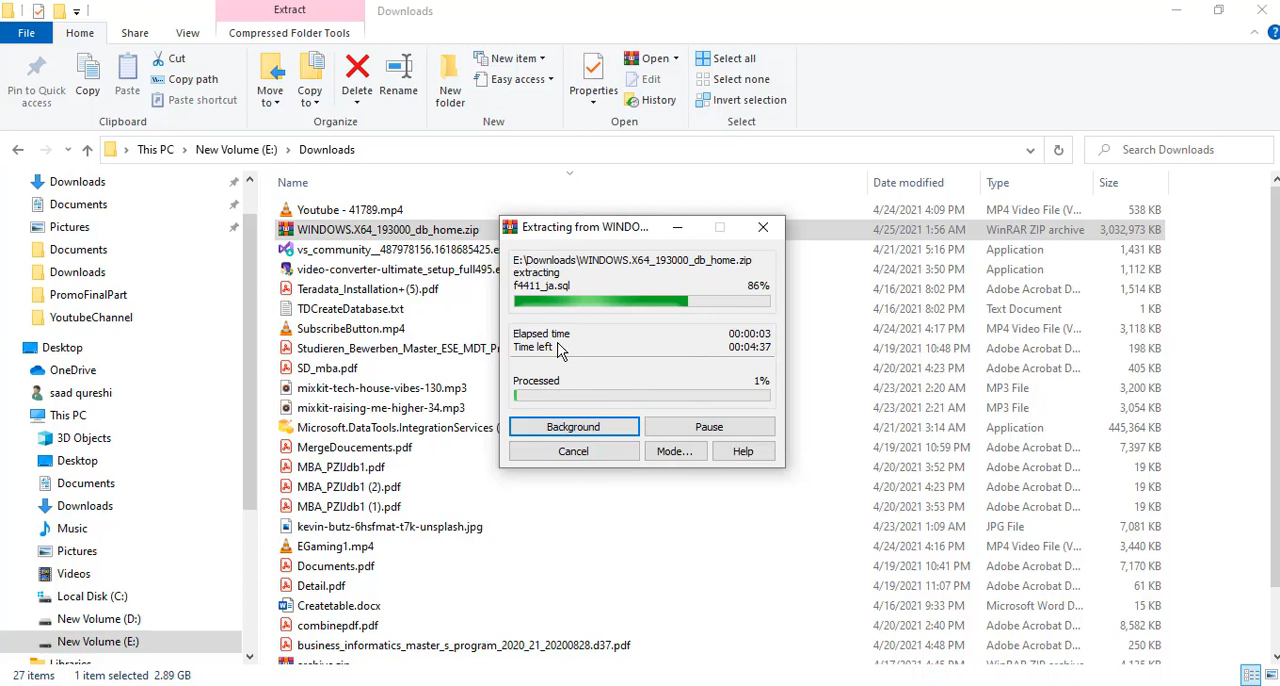 Extract
Downloads
File
Home
Share
View
Compressed Folder Tools
Pin to Quick
access
Copy
Paste
Cut
Copy path
Paste shortcut
Clipboard
Move
to
Copy
to
Delete
Rename
Organize
New
folder
New item
Easy access
New
Properties
Open
Edit
History
Open
Select all
Select none
Invert selection
Select
This PC > New Volume (E:) > Downloads
Search Downloads
Downloads
Documents
Pictures
Documents
Downloads
PromoFinalPart
YoutubeChannel
Desktop
OneDrive
saad qureshi
This PC
3D Objects
Desktop
Documents
Downloads
Music
Pictures
Videos
Local Disk (C:)
New Volume (D:)
New Volume (E:)
Libraries
Name Date modified Type Size
Youtube - 41789.mp4 4/24/2021 4:09 PM MP4 Video File (V... 538 KB
WINDOWS.X64_193000_db_home.zip 4/25/2021 1:56 AM WinRAR ZIP archive 3,032,973 KB
vs_community__487978156.1618685425.e 4/17/2021 Application 1,431 KB
video-converter-ultimate_setup_full495.e 4/24/2021 3:50 PM Application 1,112 KB
Teradata_Installation+(5).pdf 4/16/2021 8:02 PM Adobe Acrobat D... 1,514 KB
TDCreateDatabase.txt 4/16/2021 8:02 PM Text Document 1 KB
SubscribeButton.mp4 4/24/2021 4:17 PM MP4 Video File (V... 3,118 KB
Studieren_Bewerben_Master_ESE_MDT_Pr 4/19/2021 10:48 PM Adobe Acrobat D... 198 KB
SD_mba.pdf 4/20/2021 4:23 PM Adobe Acrobat D... 405 KB
mixkit-tech-house-vibes-130.mp3 4/23/2021 2:20 AM MP3 File 3,200 KB
mixkit-raising-me-higher-34.mp3 4/23/2021 2:21 AM MP3 File 3,054 KB
Microsoft.DataTools.IntegrationServices 4/21/2021 3:14 AM Application 445,364 KB
MergeDoucements.pdf 4/19/2021 10:59 PM Adobe Acrobat D... 7,397 KB
MBA_PZIJdb1.pdf 4/20/2021 3:52 PM Adobe Acrobat D... 19 KB
MBA_PZIJdb1 (2).pdf 4/20/2021 4:23 PM Adobe Acrobat D... 19 KB
MBA_PZIJdb1 (1).pdf 4/20/2021 3:53 PM Adobe Acrobat D... 19 KB
kevin-butz-6hsfmat-t7k-unsplash.jpg 4/23/2021 1:09 AM JPG File 7,081 KB
EGaming1.mp4 4/24/2021 4:16 PM MP4 Video File (V... 3,440 KB
Documents.pdf 4/19/2021 10:41 PM Adobe Acrobat D... 7,170 KB
Detail.pdf 4/19/2021 11:07 PM Adobe Acrobat D... 61 KB
Createtable.docx 4/16/2021 9:33 PM Microsoft Word D... 15 KB
combinepdf.pdf 4/20/2021 2:40 PM Adobe Acrobat D... 8,582 KB
business_informatics_master_s_program_2020_21_20200828.d37.pdf 4/20/2021 4:48 PM Adobe Acrobat D... 645 KB
Extracting from WINDO...
E:\Downloads\WINDOWS.X64_193000_db_home.zip
extracting
f4411_ja.sql 86%
Elapsed time 00:00:03
Time left 00:04:37
Processed 1%
Background
Pause
Cancel
Mode...
Help
27 items 1 item selected 2.89 GB